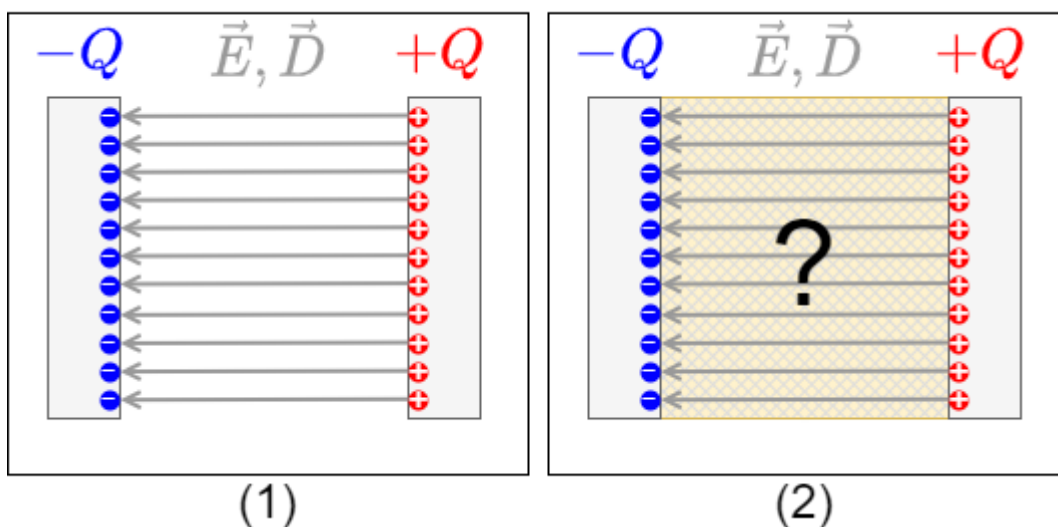 −Q E⃗, D⃗ +Q
−Q E⃗, D⃗ +Q
?
(1)
(2)